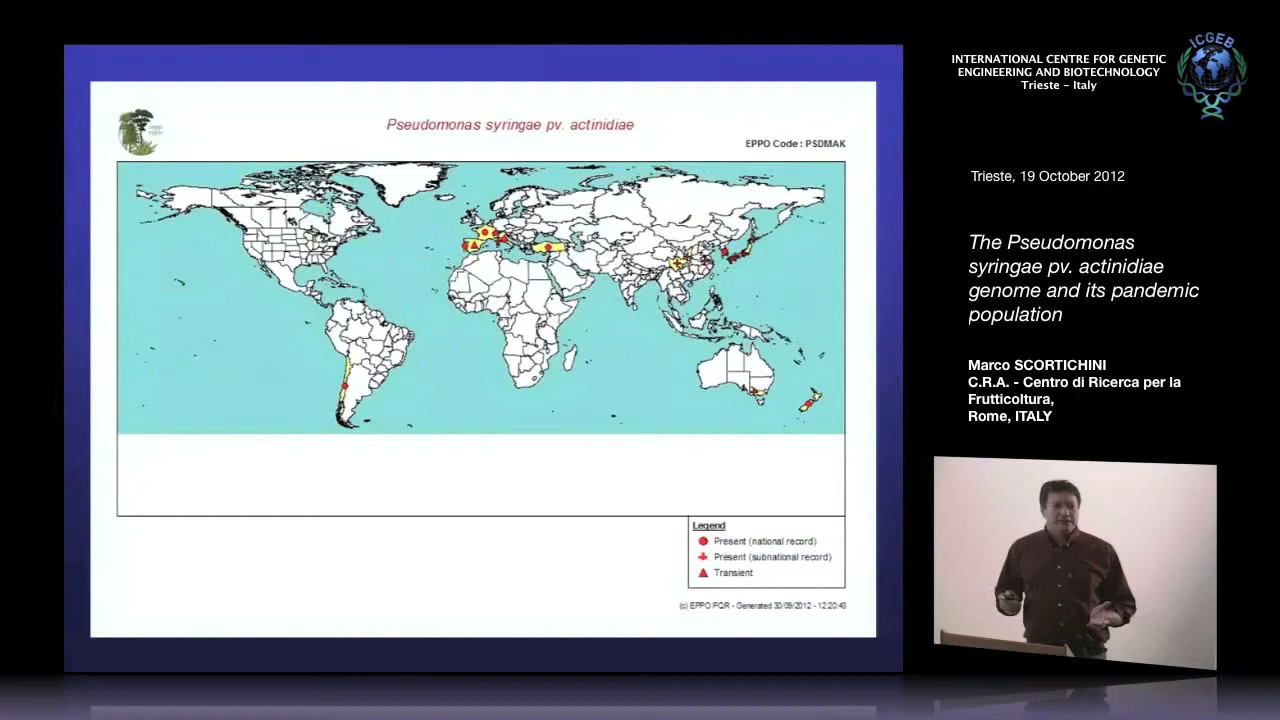 Pseudomonas syringae pv. actinidiae
EPPO Code : PSDMAK
Legend
Present (national record)
Present (subnational record)
Transient
(c) EPPO PQR - Generated 30/09/2012 - 12:20:43
INTERNATIONAL CENTRE FOR GENETIC
ENGINEERING AND BIOTECHNOLOGY
Trieste - Italy
ICGEB
Trieste, 19 October 2012
The Pseudomonas
syringae pv. actinidiae
genome and its pandemic
population
Marco SCORTICHINI
C.R.A. - Centro di Ricerca per la
Frutticoltura,
Rome, ITALY